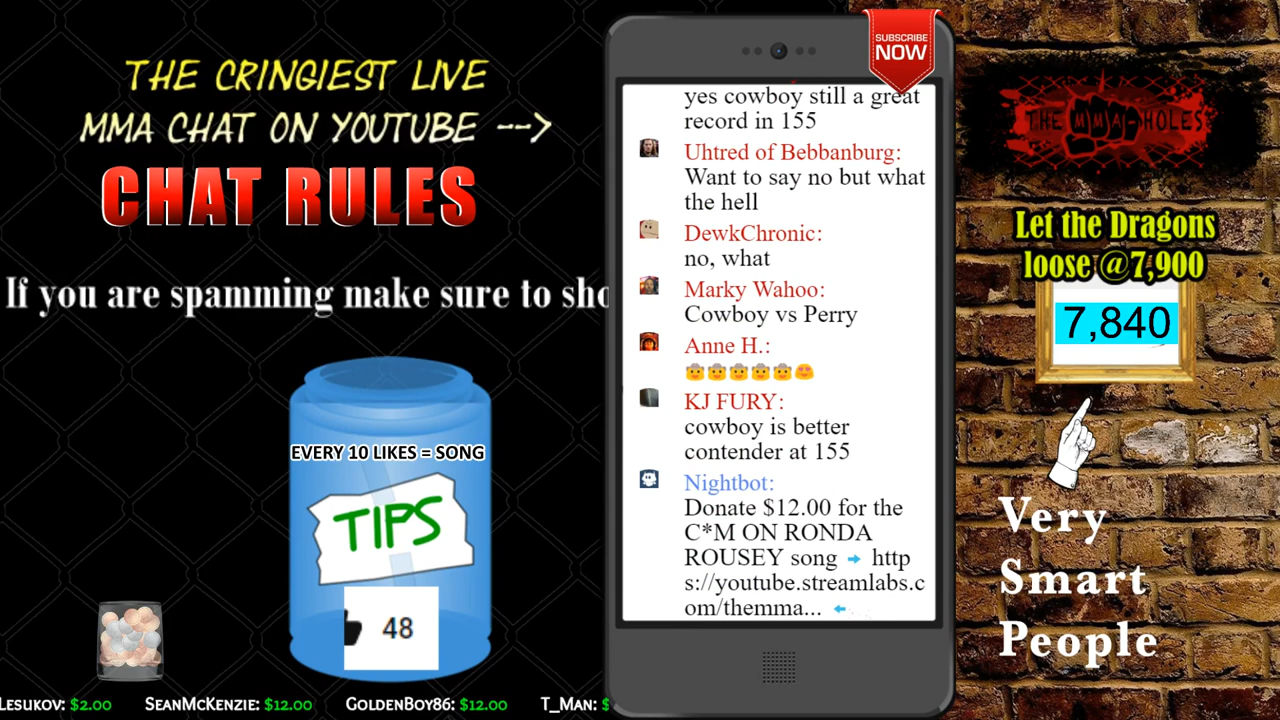 THE CRINGIEST LIVE
MMA CHAT ON YOUTUBE -->
CHAT RULES
If you are spamming make sure to sho
EVERY 10 LIKES = SONG
TIPS
48
LESUKOV: $2.00 SEANMCKENZIE: $12.00 GOLDENBOY86: $12.00 T_MAN: $
SUBSCRIBE
NOW
yes cowboy still a great
record in 155
Uhtred of Bebbanburg:
Want to say no but what
the hell
DewkChronic:
no, what
Marky Wahoo:
Cowboy vs Perry
Anne H.:
🤠🤠🤠🤠🤠😍
KJ FURY:
cowboy is better
contender at 155
Nightbot:
Donate $12.00 for the
C*M ON RONDA
ROUSEY song ➡ http
s://youtube.streamlabs.c
om/themma... ⬅
THE MMA-HOLES
Let the Dragons
loose @7,900
7,840
Very
Smart
People